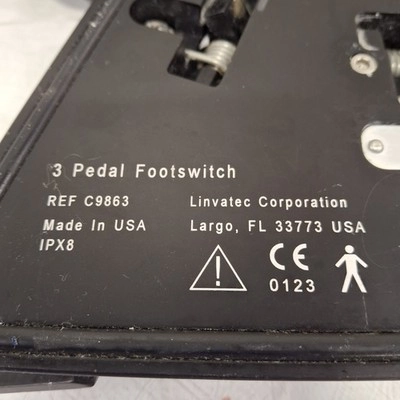 3 Pedal Footswitch
REF C9863 Linvatec Corporation
Made In USA Largo, FL 33773 USA
IPX8
CE
0123